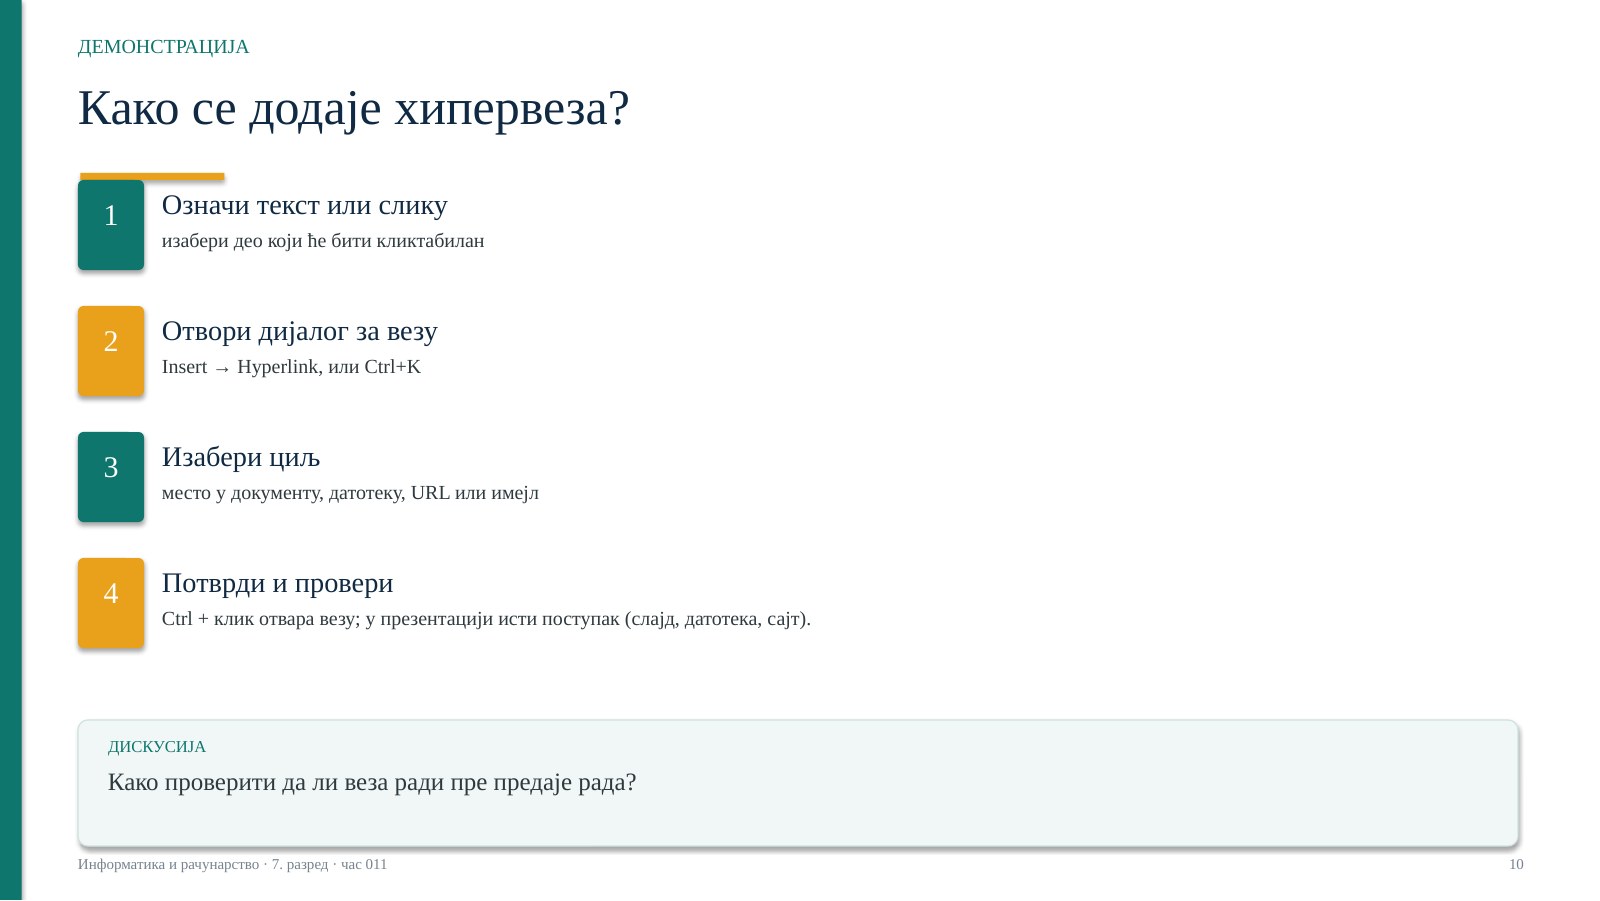 ДЕМОНСТРАЦИЈА
Како се додаје хипервеза?
1
Означи текст или слику
изабери део који ће бити кликтабилан
2
Отвори дијалог за везу
Insert → Hyperlink, или Ctrl+K
3
Изабери циљ
место у документу, датотеку, URL или имејл
4
Потврди и провери
Ctrl + клик отвара везу; у презентацији исти поступак (слајд, датотека, сајт).
ДИСКУСИЈА
Како проверити да ли веза ради пре предаје рада?
Информатика и рачунарство · 7. разред · час 011
10